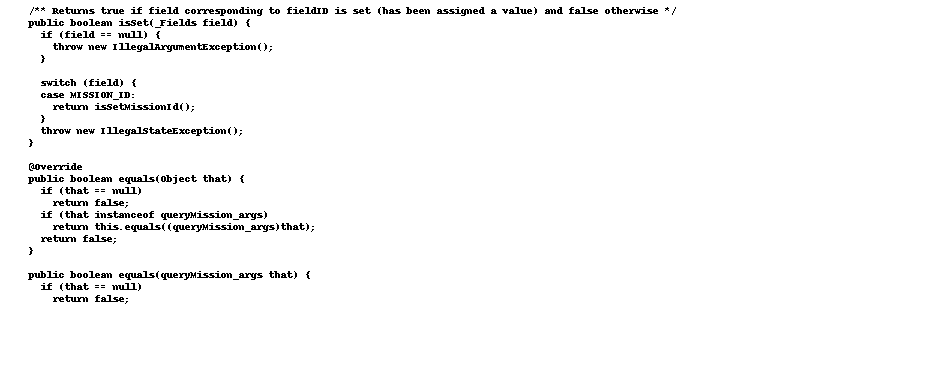 /** Returns true if field corresponding to fieldID is set (has been assigned a value) and false otherwise */
public boolean isSet(_Fields field) {
if (field == null) {
throw new IllegalArgumentException();
}
switch (field) {
case MISSION_ID:
return isSetMissionId();
}
throw new IllegalStateException();
}
@Override
public boolean equals(Object that) {
if (that == null)
return false;
if (that instanceof queryMission_args)
return this.equals((queryMission_args)that);
return false;
}
public boolean equals(queryMission_args that) {
if (that == null)
return false;